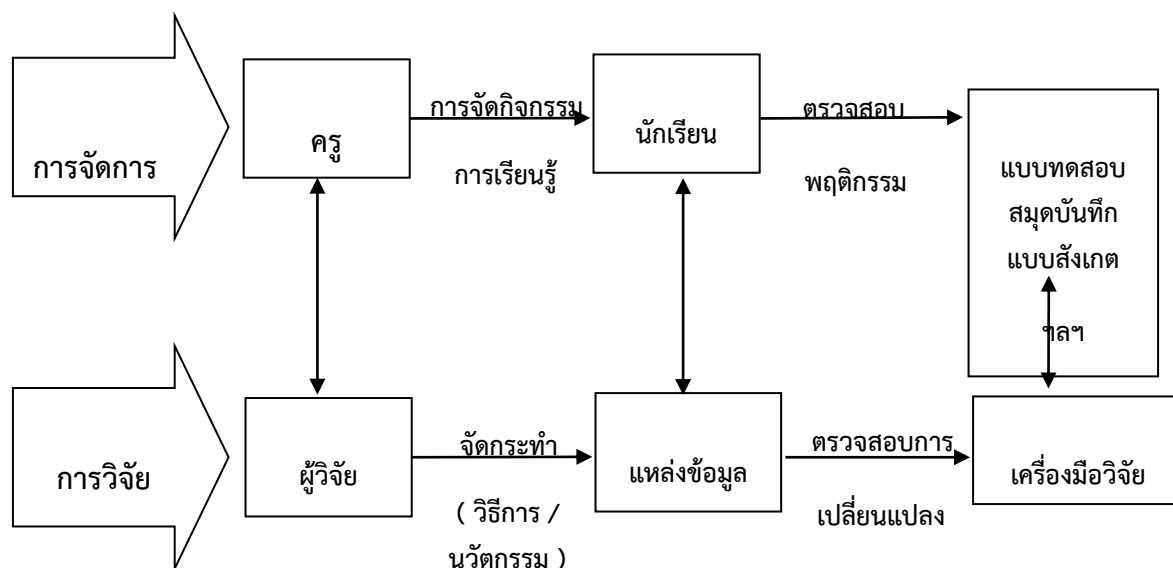 การจัดการ
ครู
การจัดกิจกรรม
การเรียนรู้
นักเรียน
ตรวจสอบ
พฤติกรรม
แบบทดสอบ
สมุดบันทึก
แบบสังเกต
ฯลฯ
การวิจัย
ผู้วิจัย
จัดกระทำ
( วิธีการ /
นวัตกรรม )
แหล่งข้อมูล
ตรวจสอบการ
เปลี่ยนแปลง
เครื่องมือวิจัย